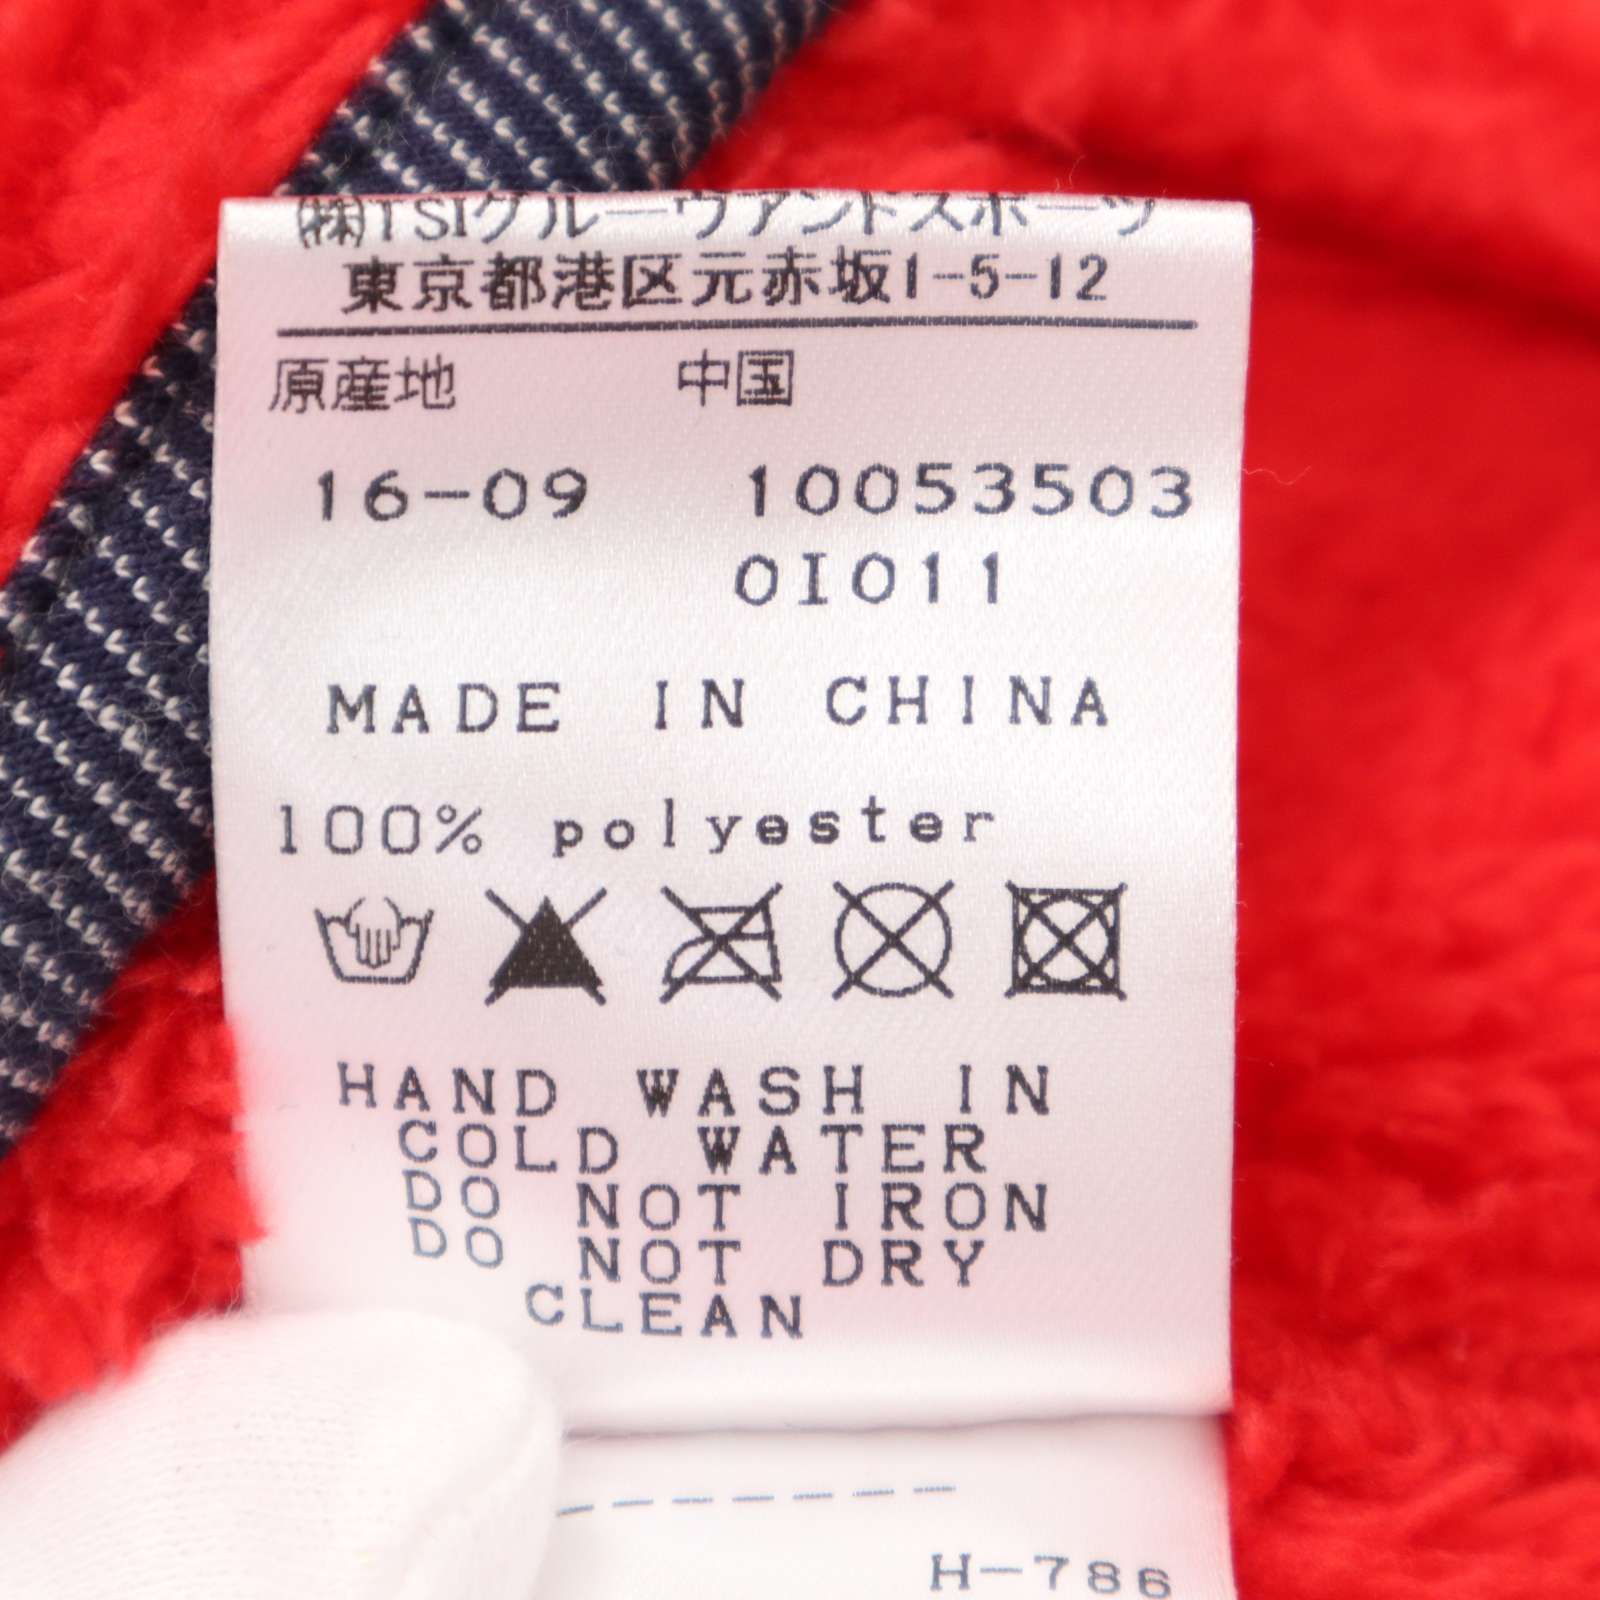 ㈱TSIグルーヴアンドスポーツ
東京都港区元赤坂1-5-12
原産地 中国
16-09 10053503
0I011
MADE IN CHINA
100% polyester
HAND WASH IN
COLD WATER
DO NOT IRON
DO NOT DRY
CLEAN
H-786